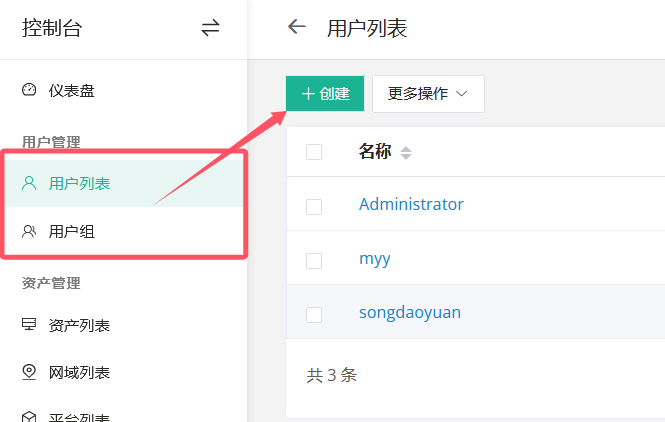 控制台
仪表盘
用户管理
用户列表
用户组
资产管理
资产列表
网域列表
平台列表
用户列表
创建
更多操作
名称
Administrator
myy
songdaoyuan
共 3 条